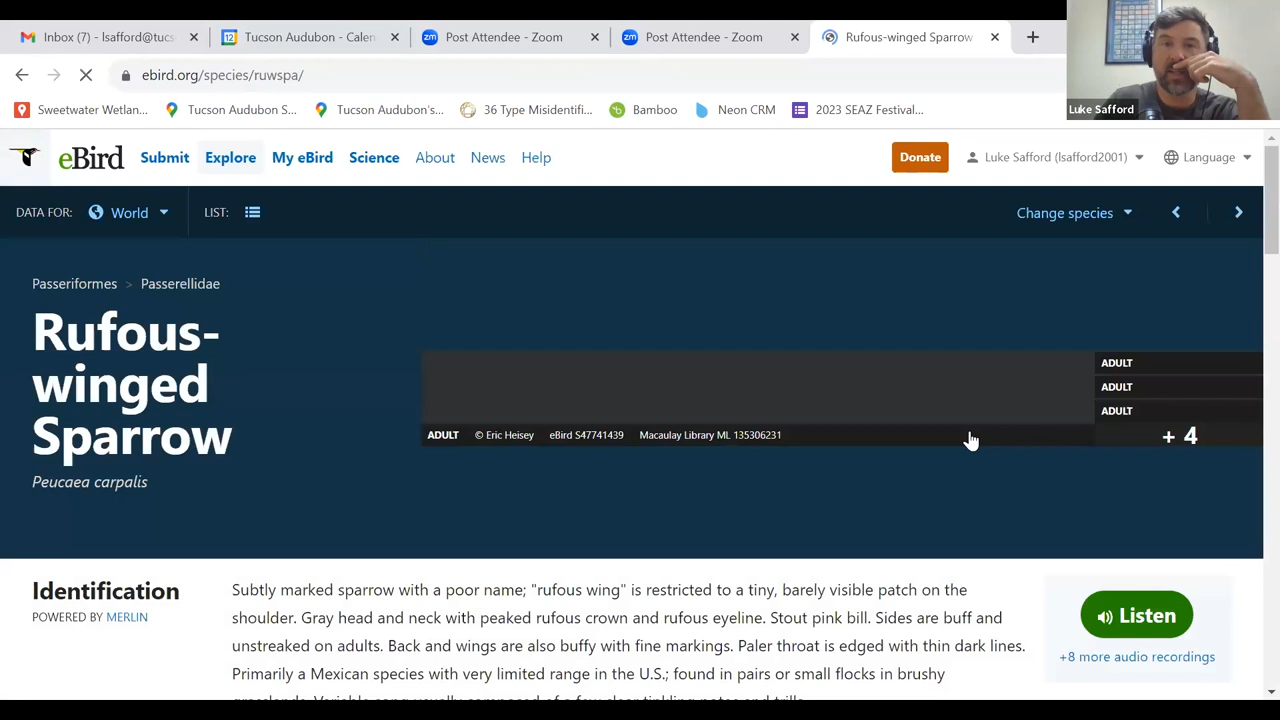 Inbox (7) - lsafford@tucs
Tucson Audubon - Calen
Post Attendee - Zoom
Post Attendee - Zoom
Rufous-winged Sparrow
ebird.org/species/ruwspa/
Luke Safford
Sweetwater Wetlan...
Tucson Audubon S...
Tucson Audubon's...
36 Type Misidentifi...
Bamboo
Neon CRM
2023 SEAZ Festival...
eBird
Submit
Explore
My eBird
Science
About
News
Help
Donate
Luke Safford (lsafford2001)
Language
DATA FOR:
World
LIST:
Change species
Passeriformes > Passerellidae
Rufous-
winged
Sparrow
Peucaea carpalis
ADULT
ADULT
ADULT
+ 4
ADULT © Eric Heisey eBird S47741439 Macaulay Library ML 135306231
Identification
POWERED BY MERLIN
Subtly marked sparrow with a poor name; "rufous wing" is restricted to a tiny, barely visible patch on the
shoulder. Gray head and neck with peaked rufous crown and rufous eyeline. Stout pink bill. Sides are buff and
unstreaked on adults. Back and wings are also buffy with fine markings. Paler throat is edged with thin dark lines.
Primarily a Mexican species with very limited range in the U.S.; found in pairs or small flocks in brushy
Listen
+8 more audio recordings